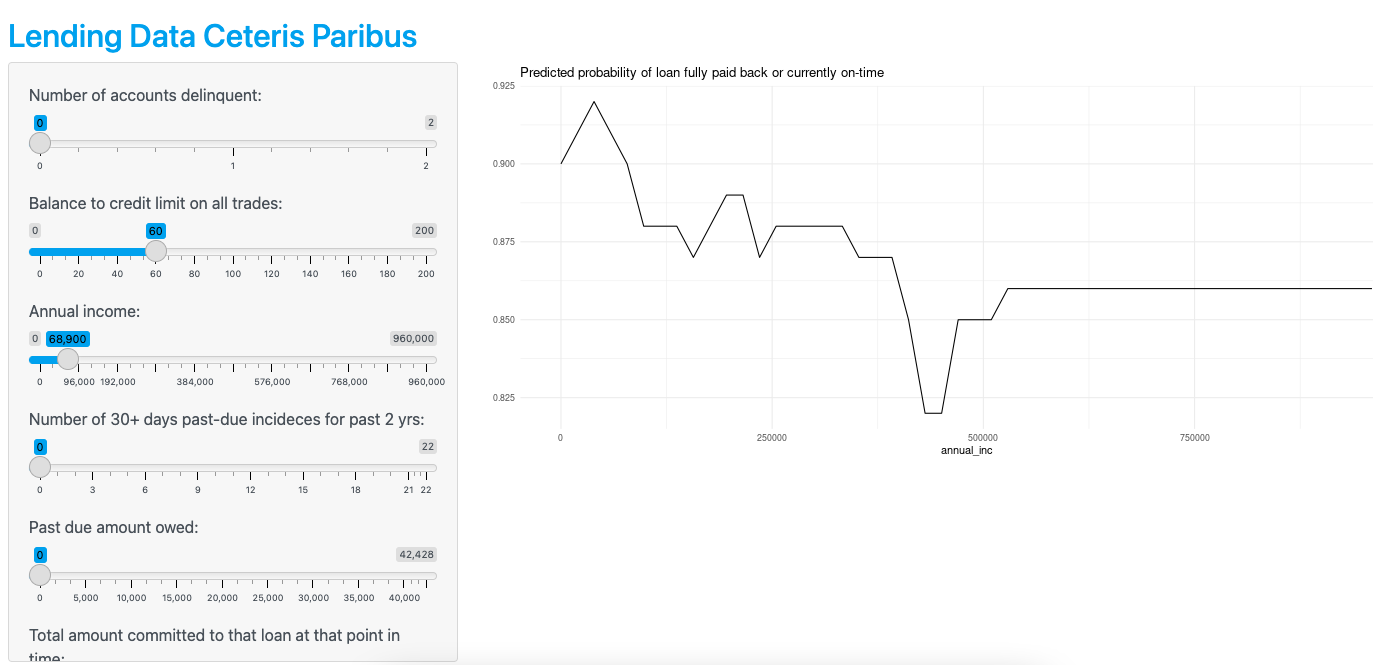 Lending Data Ceteris Paribus
Number of accounts delinquent:
0 2
0 1 2
Balance to credit limit on all trades:
0 60 200
0 20 40 60 80 100 120 140 160 180 200
Annual income:
0 68,900 960,000
0 96,000 192,000 384,000 576,000 768,000 960,000
Number of 30+ days past-due incideces for past 2 yrs:
0 22
0 3 6 9 12 15 18 21 22
Past due amount owed:
0 42,428
0 5,000 10,000 15,000 20,000 25,000 30,000 35,000 40,000
Total amount committed to that loan at that point in
time:
Predicted probability of loan fully paid back or currently on-time
0.925
0.900
0.875
0.850
0.825
0 250000 500000 750000
annual_inc